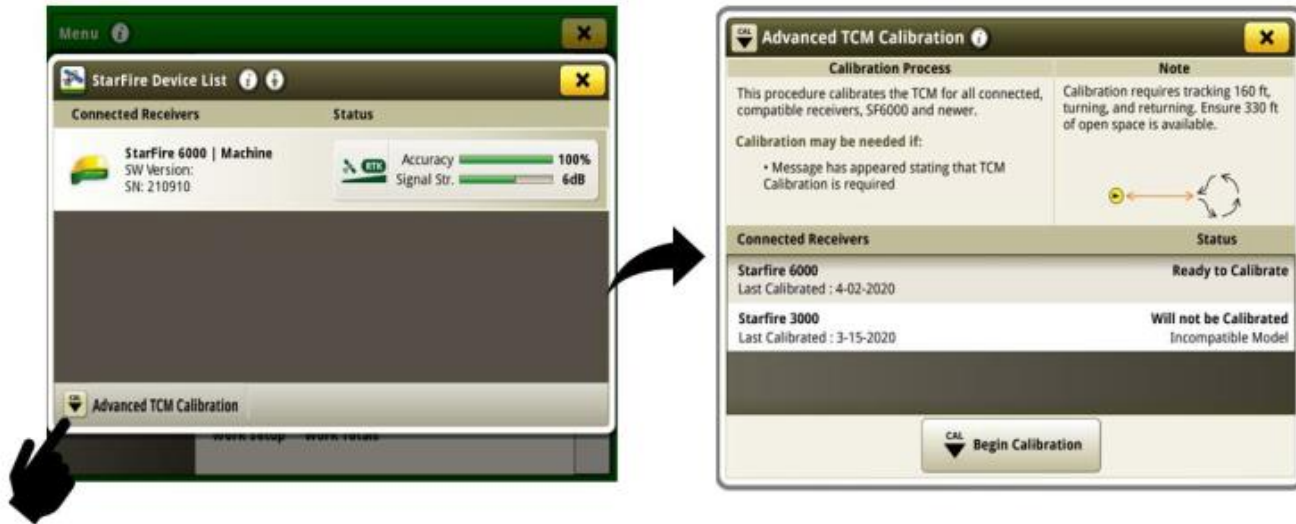 Menu
StarFire Device List
Connected Receivers Status
StarFire 6000 | Machine
SW Version:
SN: 210910
RTK
Accuracy 100%
Signal Str. 6dB
CAL
Advanced TCM Calibration
Work Setup Work Totals
CAL
Advanced TCM Calibration
Calibration Process
This procedure calibrates the TCM for all connected,
compatible receivers, SF6000 and newer.
Calibration may be needed if:
• Message has appeared stating that TCM
Calibration is required
Note
Calibration requires tracking 160 ft,
turning, and returning. Ensure 330 ft
of open space is available.
Connected Receivers Status
Starfire 6000 Ready to Calibrate
Last Calibrated : 4-02-2020
Starfire 3000 Will not be Calibrated
Last Calibrated : 3-15-2020 Incompatible Model
CAL
Begin Calibration